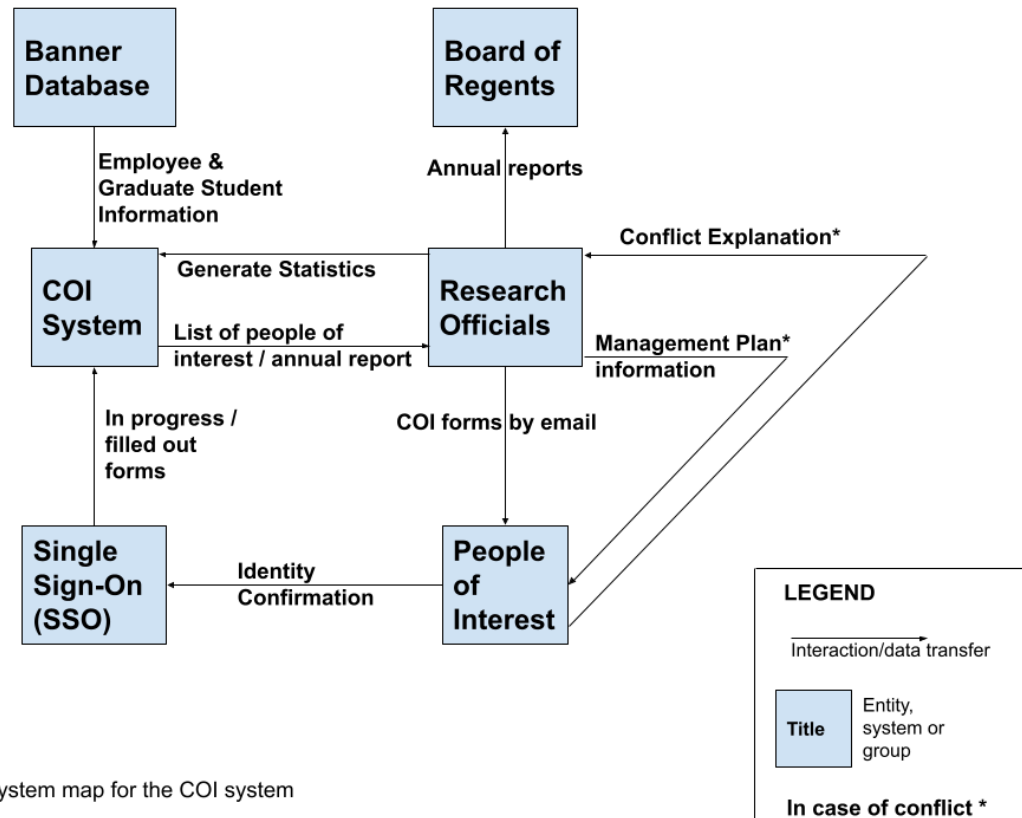 Banner
Database
Board of
Regents
Employee &
Graduate Student
Information
Annual reports
Conflict Explanation*
Generate Statistics
COI
System
Research
Officials
List of people of
interest / annual report
Management Plan*
information
In progress /
filled out
forms
COI forms by email
Single
Sign-On
(SSO)
Identity
Confirmation
People
of
Interest
LEGEND
Interaction/data transfer
Title
Entity,
system or
group
ystem map for the COI system
In case of conflict *